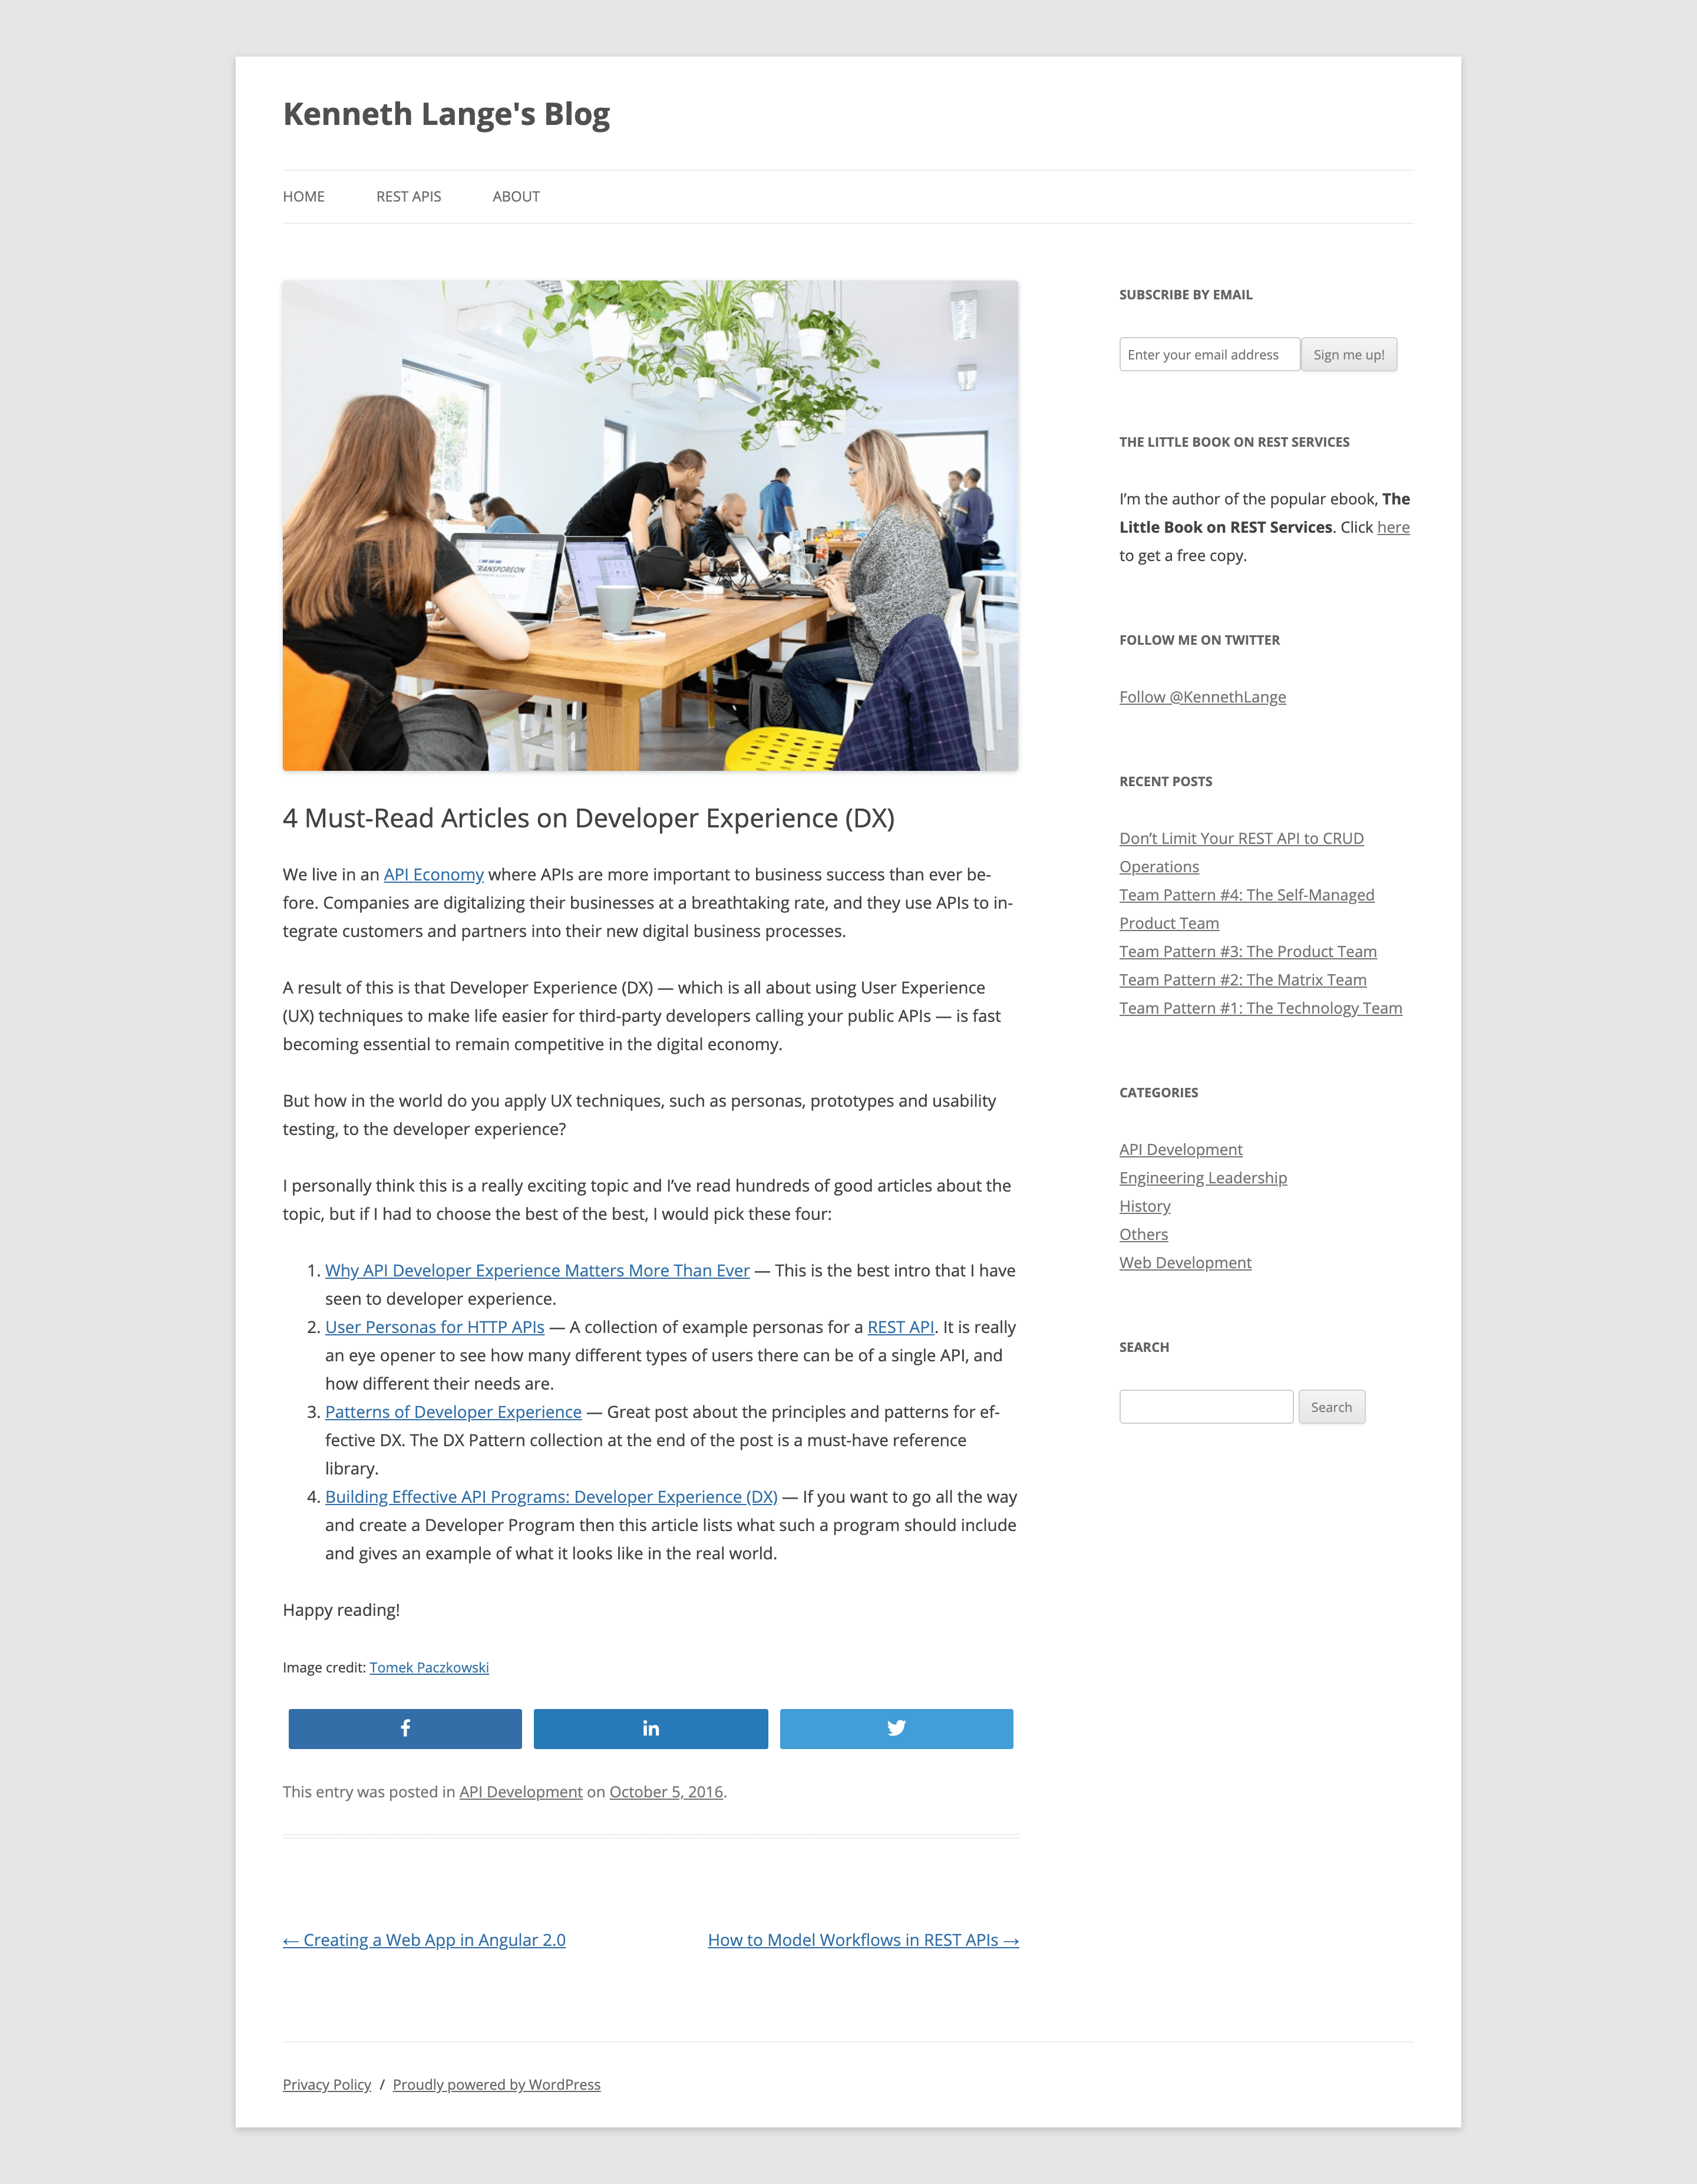 Kenneth Lange's Blog
HOME
REST APIS
ABOUT
TRANSPOREON
4 Must-Read Articles on Developer Experience (DX)
We live in an API Economy where APIs are more important to business success than ever be-
fore. Companies are digitalizing their businesses at a breathtaking rate, and they use APIs to in-
tegrate customers and partners into their new digital business processes.
A result of this is that Developer Experience (DX) — which is all about using User Experience
(UX) techniques to make life easier for third-party developers calling your public APIs — is fast
becoming essential to remain competitive in the digital economy.
But how in the world do you apply UX techniques, such as personas, prototypes and usability
testing, to the developer experience?
I personally think this is a really exciting topic and I’ve read hundreds of good articles about the
topic, but if I had to choose the best of the best, I would pick these four:
1. Why API Developer Experience Matters More Than Ever — This is the best intro that I have
seen to developer experience.
2. User Personas for HTTP APIs — A collection of example personas for a REST API. It is really
an eye opener to see how many different types of users there can be of a single API, and
how different their needs are.
3. Patterns of Developer Experience — Great post about the principles and patterns for ef-
fective DX. The DX Pattern collection at the end of the post is a must-have reference
library.
4. Building Effective API Programs: Developer Experience (DX) — If you want to go all the way
and create a Developer Program then this article lists what such a program should include
and gives an example of what it looks like in the real world.
Happy reading!
Image credit: Tomek Paczkowski
This entry was posted in API Development on October 5, 2016.
← Creating a Web App in Angular 2.0
How to Model Workflows in REST APIs →
SUBSCRIBE BY EMAIL
Enter your email address
Sign me up!
THE LITTLE BOOK ON REST SERVICES
I’m the author of the popular ebook, The
Little Book on REST Services. Click here
to get a free copy.
FOLLOW ME ON TWITTER
Follow @KennethLange
RECENT POSTS
Don’t Limit Your REST API to CRUD
Operations
Team Pattern #4: The Self-Managed
Product Team
Team Pattern #3: The Product Team
Team Pattern #2: The Matrix Team
Team Pattern #1: The Technology Team
CATEGORIES
API Development
Engineering Leadership
History
Others
Web Development
SEARCH
Search
Privacy Policy / Proudly powered by WordPress